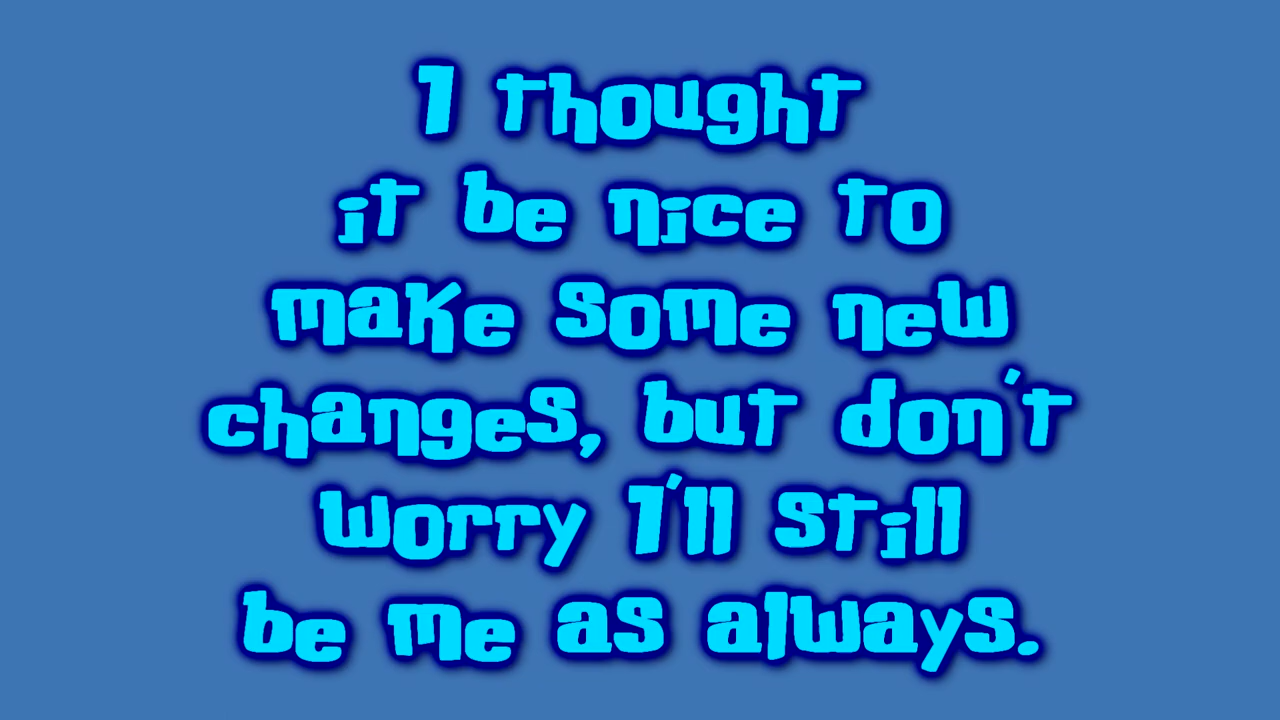 I thought
it be nice to
make some new
changes, but don't
worry I'll still
be me as always.